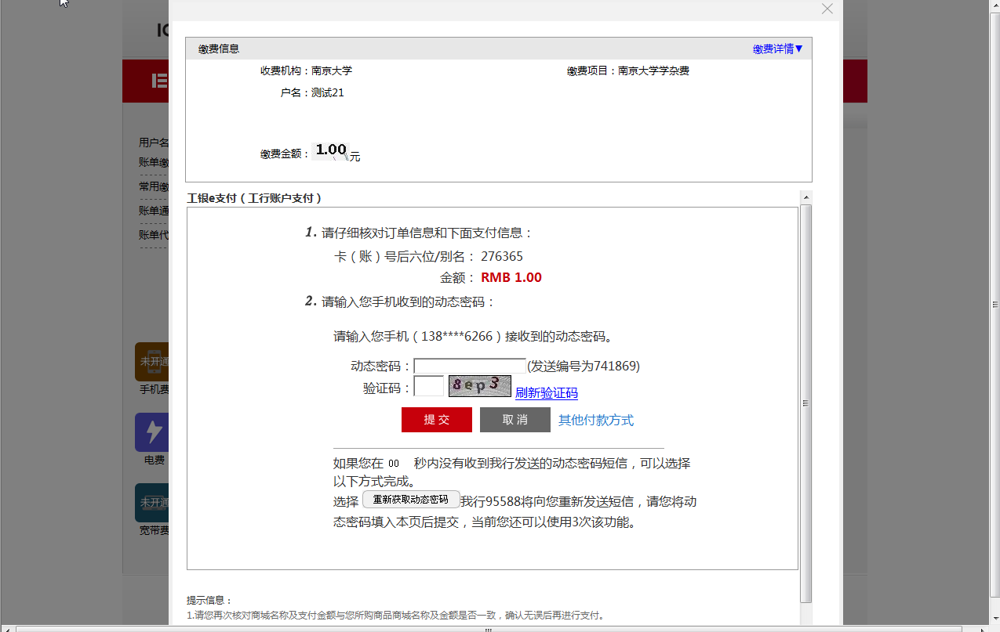 IC
缴费信息 缴费详情▼
收费机构：南京大学 缴费项目：南京大学学杂费
户名：测试21
缴费金额：1.00元
用户名
账单缴
常用缴
账单通
账单代
工银e支付（工行账户支付）
1. 请仔细核对订单信息和下面支付信息：
卡（账）号后六位/别名： 276365
金额： RMB 1.00
2. 请输入您手机收到的动态密码：
请输入您手机（138****6266）接收到的动态密码。
动态密码： (发送编号为741869)
验证码： 8ep3 刷新验证码
提 交 取 消 其他付款方式
如果您在 00 秒内没有收到我行发送的动态密码短信，可以选择
以下方式完成。
选择 重新获取动态密码 我行95588将向您重新发送短信，请您将动
态密码填入本页后提交，当前您还可以使用3次该功能。
未开通
手机费
电费
未开通
宽带费
提示信息：
1.请您再次核对商城名称及支付金额与您所购商品商城名称及金额是否一致，确认无误后再进行支付。